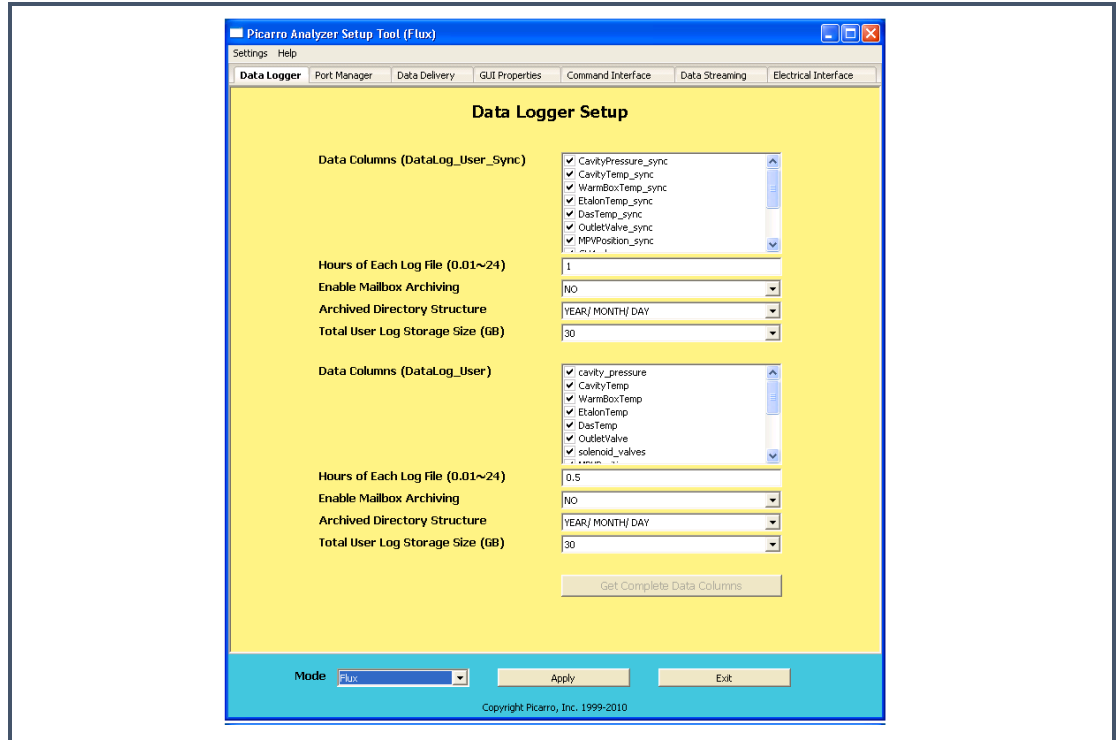 Picarro Analyzer Setup Tool (Flux)
Settings Help
Data Logger Port Manager Data Delivery GUI Properties Command Interface Data Streaming Electrical Interface
Data Logger Setup
Data Columns (DataLog_User_Sync)
CavityPressure_sync
CavityTemp_sync
WarmBoxTemp_sync
EtalonTemp_sync
DasTemp_sync
OutletValve_sync
MPVPosition_sync
Hours of Each Log File (0.01~24) 1
Enable Mailbox Archiving NO
Archived Directory Structure YEAR/ MONTH/ DAY
Total User Log Storage Size (GB) 30
Data Columns (DataLog_User)
cavity_pressure
CavityTemp
WarmBoxTemp
EtalonTemp
DasTemp
OutletValve
solenoid_valves
Hours of Each Log File (0.01~24) 0.5
Enable Mailbox Archiving NO
Archived Directory Structure YEAR/ MONTH/ DAY
Total User Log Storage Size (GB) 30
Get Complete Data Columns
Mode Flux Apply Exit
Copyright Picarro, Inc. 1999-2010